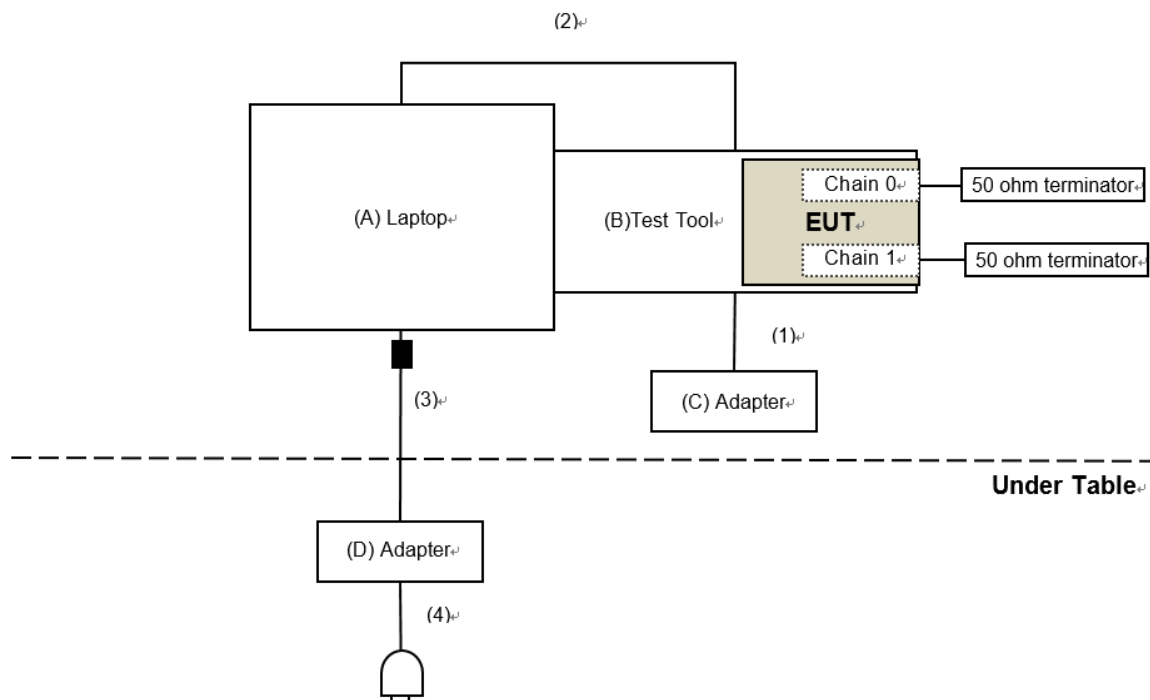 (2)
Chain 0
50 ohm terminator
(A) Laptop
(B)Test Tool
EUT
Chain 1
50 ohm terminator
(1)
(3)
(C) Adapter
Under Table
(D) Adapter
(4)